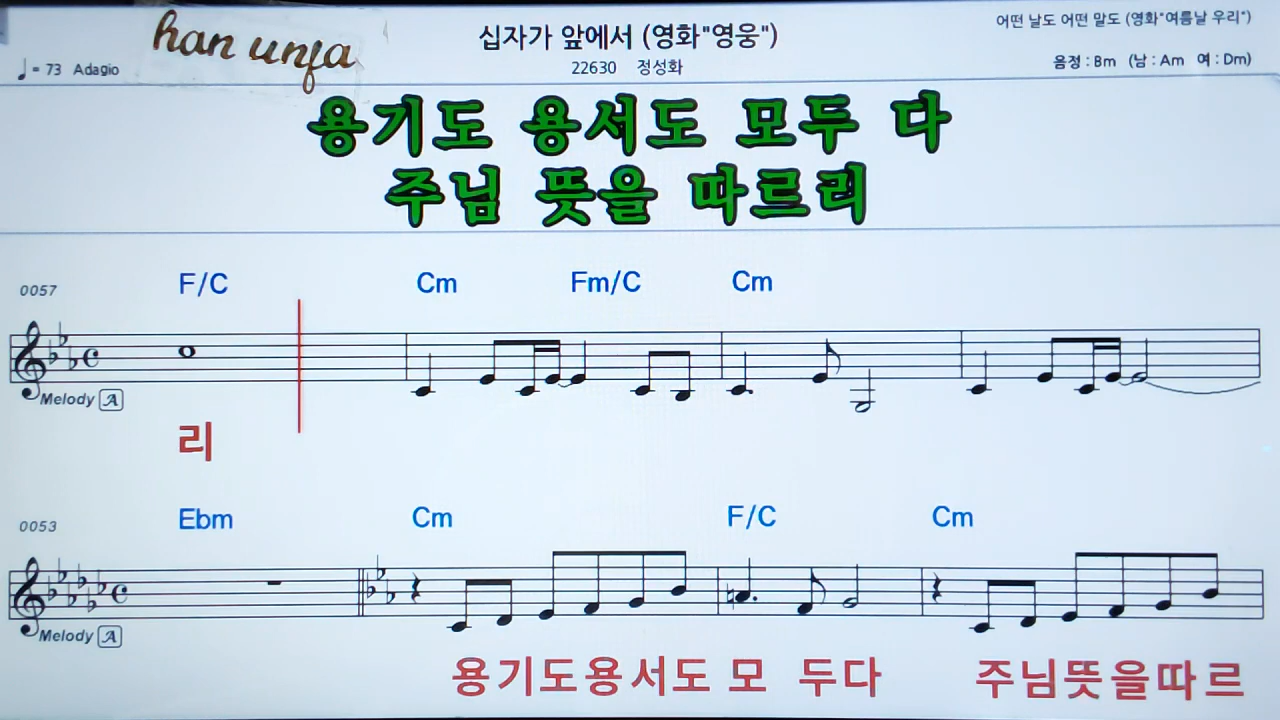 han unja
십자가 앞에서 (영화"영웅")
어떤 날도 어떤 말도 (영화"여름날 우리")
♩= 73 Adagio
22630 정성화
음정 : Bm (남 : Am 여 : Dm)
용기도 용서도 모두 다
주님 뜻을 따르리
0057 F/C Cm Fm/C Cm
Melody A
리
0053 Ebm Cm F/C Cm
Melody A
용기도용서도 모 두다 주님뜻을따르